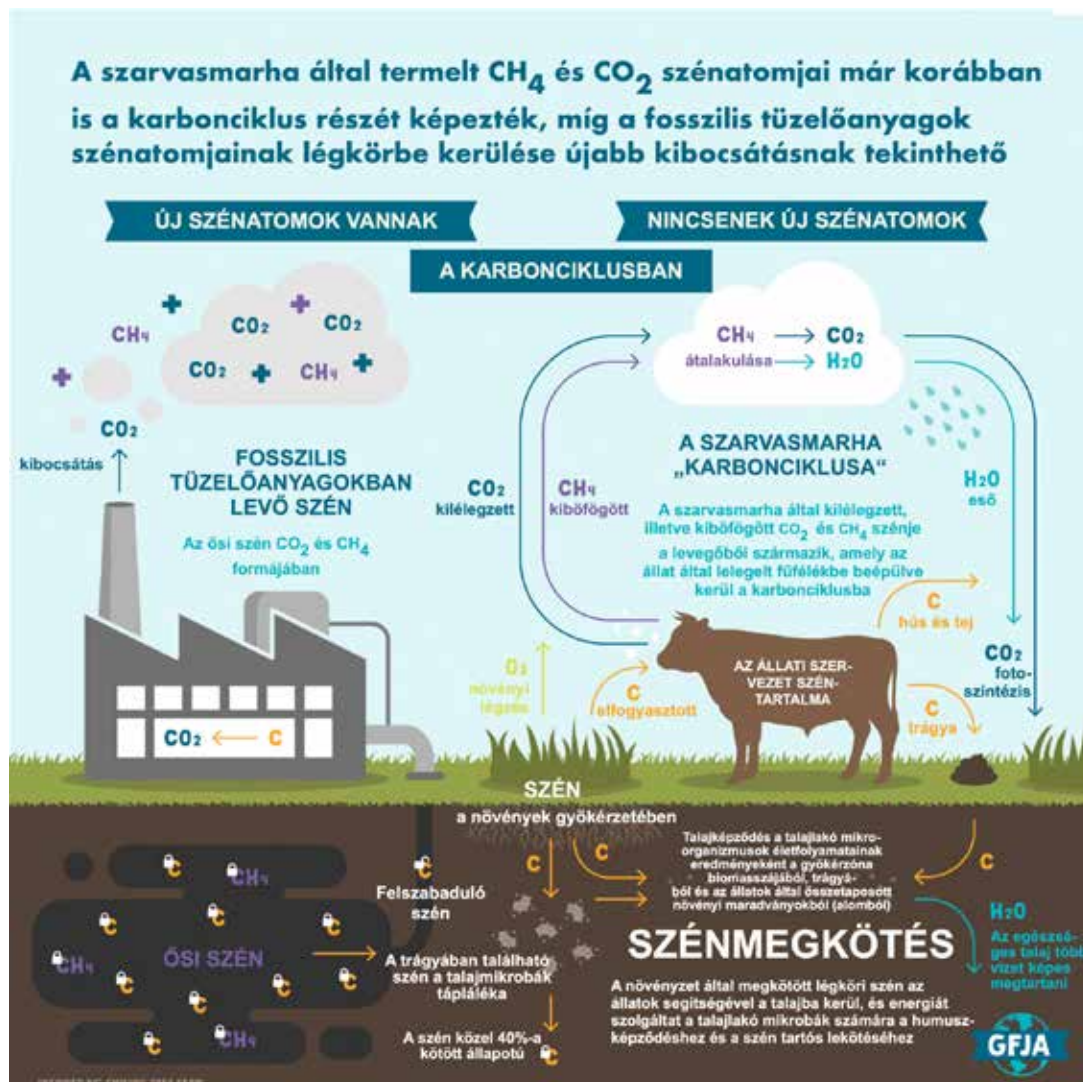 A szarvasmarha által termelt CH4 és CO2 szénatomjai már korábban
is a karbonciklus részét képezték, míg a fosszilis tüzelőanyagok
szénatomjainak légkörbe kerülése újabb kibocsátásnak tekinthető
ÚJ SZÉNATOMOK VANNAK
NINCSENEK ÚJ SZÉNATOMOK
A KARBONCIKLUSBAN
CH4
CO2
CO2
CO2
CH4
CO2
kibocsátás
FOSSZILIS
TÜZELŐANYAGOKBAN
LEVŐ SZÉN
Az ősi szén CO2 és CH4
formájában
CO2
C
CH4
CO2
átalakulása
H2O
CO2
kilélegzett
CH4
kiböfögött
A SZARVASMARHA
„KARBONCIKLUSA“
A szarvasmarha által kilélegzett,
illetve kiböfögött CO2 és CH4 szénje
a levegőből származik, amely az
állat által lelegelt fűfélékbe beépülve
kerül a karbonciklusba
H2O
eső
C
hús és tej
CO2
foto-
szintézis
O2
növényi
légzés
C
elfogyasztott
AZ ÁLLATI SZER-
VEZET SZÉN-
TARTALMA
C
trágya
SZÉN
a növények gyökérzetében
C
C
C
Talajképződés a talajlakó mikro-
organizmusok életfolyamatainak
eredményeként a gyökérzóna
biomasszájából, trágyá-
ból és az állatok által összetaposott
növényi maradványokból (alomból)
C
CH4
C
C
C
C
CH4
ŐSI SZÉN
C
C
C
C
CH4
C
Felszabaduló
szén
A trágyában található
szén a talajmikrobák
tápláléka
A szén közel 40%-a
kötött állapotú
C
SZÉNMEGKÖTÉS
A növényzet által megkötött légköri szén az
állatok segítségével a talajba kerül, és energiát
szolgáltat a talajlakó mikrobák számára a humusz-
képződéshez és a szén tartós lekötéséhez
H2O
Az egészsé-
ges talaj több
vizet képes
megtartani
GFJA